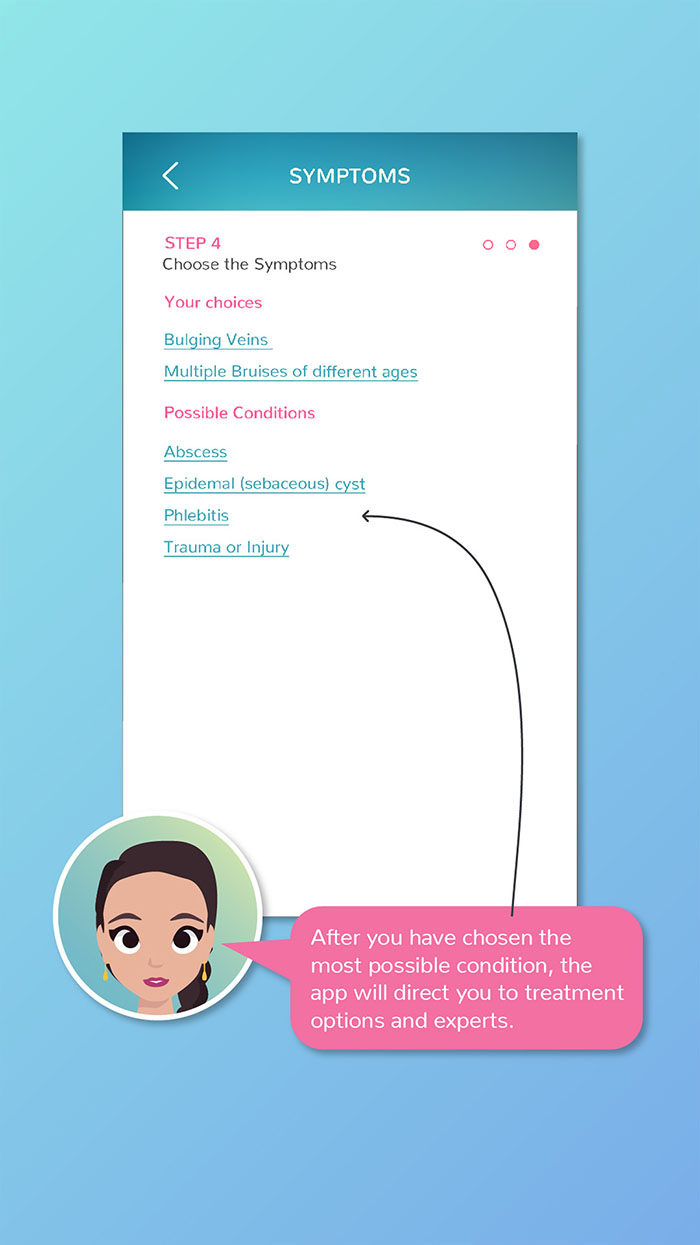 SYMPTOMS
STEP 4
Choose the Symptoms
Your choices
Bulging Veins
Multiple Bruises of different ages
Possible Conditions
Abscess
Epidemal (sebaceous) cyst
Phlebitis
Trauma or Injury
After you have chosen the
most possible condition, the
app will direct you to treatment
options and experts.